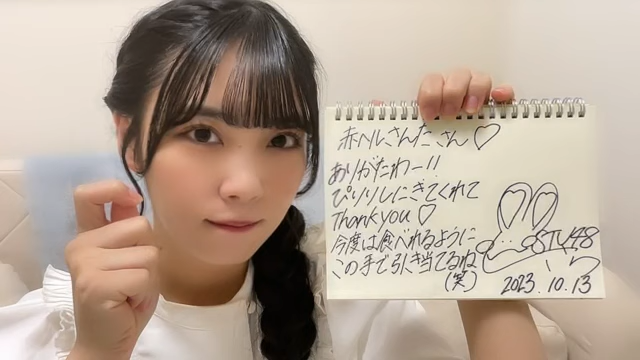 赤ヘルさんたさん♡
ありがたわー!!
ぴりりしにきてくれて
Thank you ♡
今度は食べれるように
この手で引き当てるね
(笑)
STU48
2023.10.13